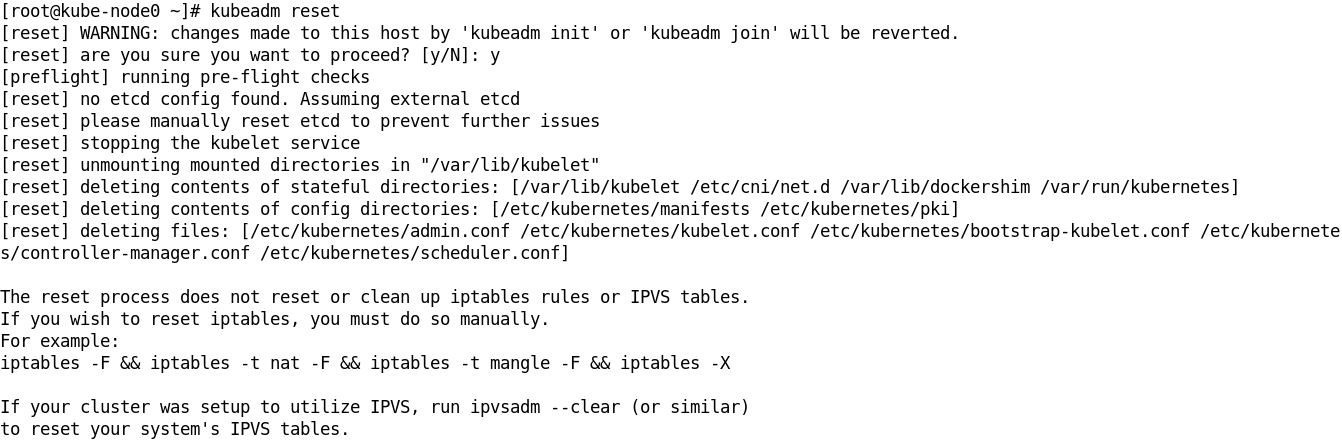 [root@kube-node0 ~]# kubeadm reset
[reset] WARNING: changes made to this host by 'kubeadm init' or 'kubeadm join' will be reverted.
[reset] are you sure you want to proceed? [y/N]: y
[preflight] running pre-flight checks
[reset] no etcd config found. Assuming external etcd
[reset] please manually reset etcd to prevent further issues
[reset] stopping the kubelet service
[reset] unmounting mounted directories in "/var/lib/kubelet"
[reset] deleting contents of stateful directories: [/var/lib/kubelet /etc/cni/net.d /var/lib/dockershim /var/run/kubernetes]
[reset] deleting contents of config directories: [/etc/kubernetes/manifests /etc/kubernetes/pki]
[reset] deleting files: [/etc/kubernetes/admin.conf /etc/kubernetes/kubelet.conf /etc/kubernetes/bootstrap-kubelet.conf /etc/kubernete
s/controller-manager.conf /etc/kubernetes/scheduler.conf]

The reset process does not reset or clean up iptables rules or IPVS tables.
If you wish to reset iptables, you must do so manually.
For example:
iptables -F && iptables -t nat -F && iptables -t mangle -F && iptables -X

If your cluster was setup to utilize IPVS, run ipvsadm --clear (or similar)
to reset your system's IPVS tables.